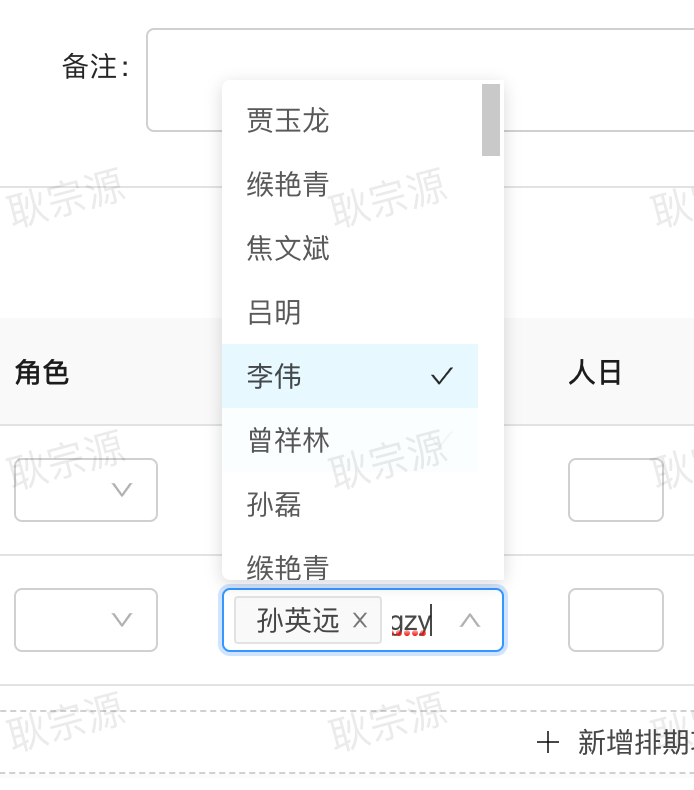 备注：
贾玉龙
缑艳青
焦文斌
吕明
李伟
曾祥林
孙磊
缑艳青
角色
人日
孙英远
gzy
新增排期
耿宗源
耿宗源
耿宗源
耿宗源
耿宗源
耿宗源